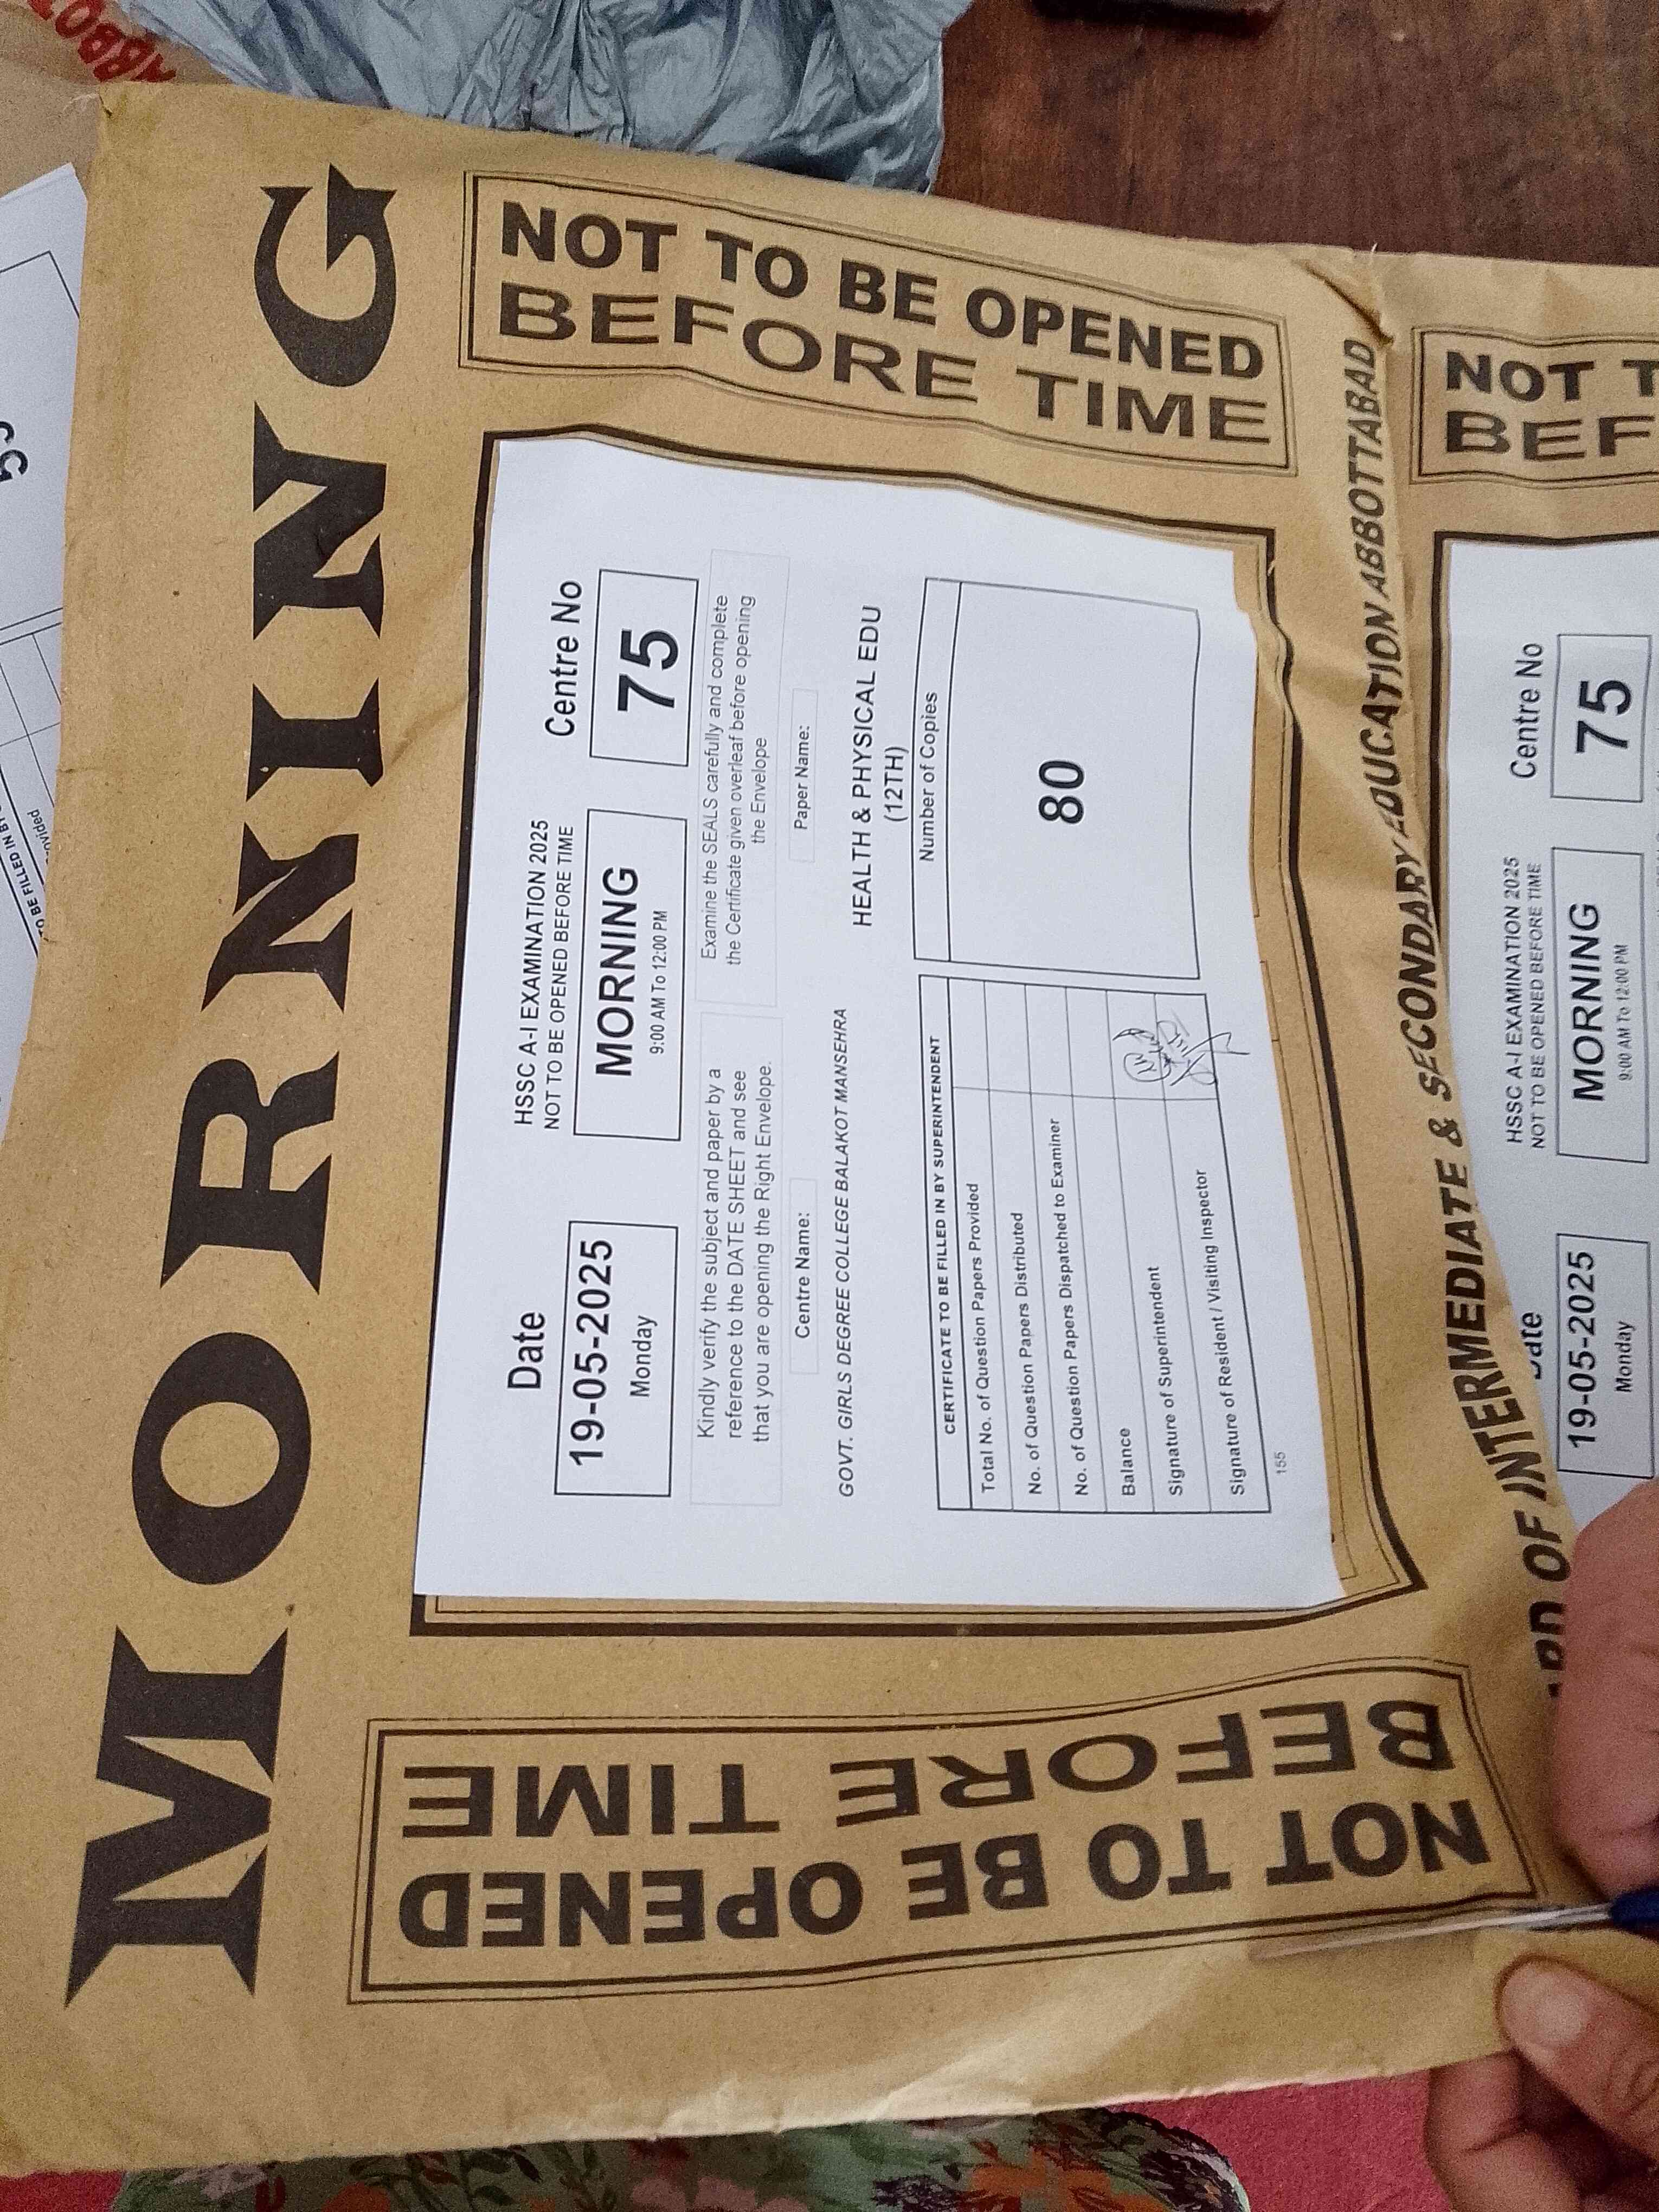 MORNING
NOT TO BE OPENED
BEFORE TIME
NOT TO BE OPENED
BEFORE TIME
Date
HSSC A-I EXAMINATION 2025
NOT TO BE OPENED BEFORE TIME
Centre No
19-05-2025
Monday
MORNING
9:00 AM To 12:00 PM
75
Kindly verify the subject and paper by a
reference to the DATE SHEET and see
that you are opening the Right Envelope.
Examine the SEALS carefully and complete
the Certificate given overleaf before opening
the Envelope
Centre Name:
Paper Name:
GOVT. GIRLS DEGREE COLLEGE BALAKOT MANSEHRA
HEALTH & PHYSICAL EDU
(12TH)
CERTIFICATE TO BE FILLED IN BY SUPERINTENDENT
Total No. of Question Papers Provided
No. of Question Papers Distributed
No. of Question Papers Dispatched to Examiner
Balance
Signature of Superintendent
Signature of Resident / Visiting Inspector
Number of Copies
80
155
OF INTERMEDIATE & SECONDARY EDUCATION ABBOTTABAD
NOT T
BEF
Date
HSSC A-I EXAMINATION 2025
NOT TO BE OPENED BEFORE TIME
Centre No
19-05-2025
Monday
MORNING
9:00 AM To 12:00 PM
75
O BE FILLED IN BY
ovided
ABBOT